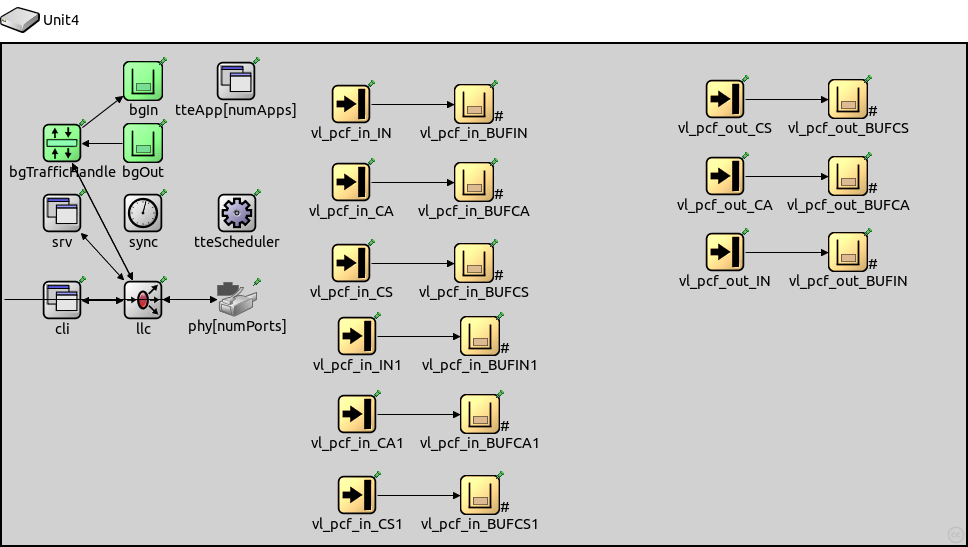 Unit4
bgIn
tteApp[numApps]
bgTrafficHandle
bgOut
srv
sync
tteScheduler
cli
llc
phy[numPorts]
vl_pcf_in_IN
vl_pcf_in_BUFIN
#
vl_pcf_in_CA
vl_pcf_in_BUFCA
#
vl_pcf_in_CS
vl_pcf_in_BUFCS
#
vl_pcf_in_IN1
vl_pcf_in_BUFIN1
#
vl_pcf_in_CA1
vl_pcf_in_BUFCA1
#
vl_pcf_in_CS1
vl_pcf_in_BUFCS1
#
vl_pcf_out_CS
vl_pcf_out_BUFCS
#
vl_pcf_out_CA
vl_pcf_out_BUFCA
#
vl_pcf_out_IN
vl_pcf_out_BUFIN
#